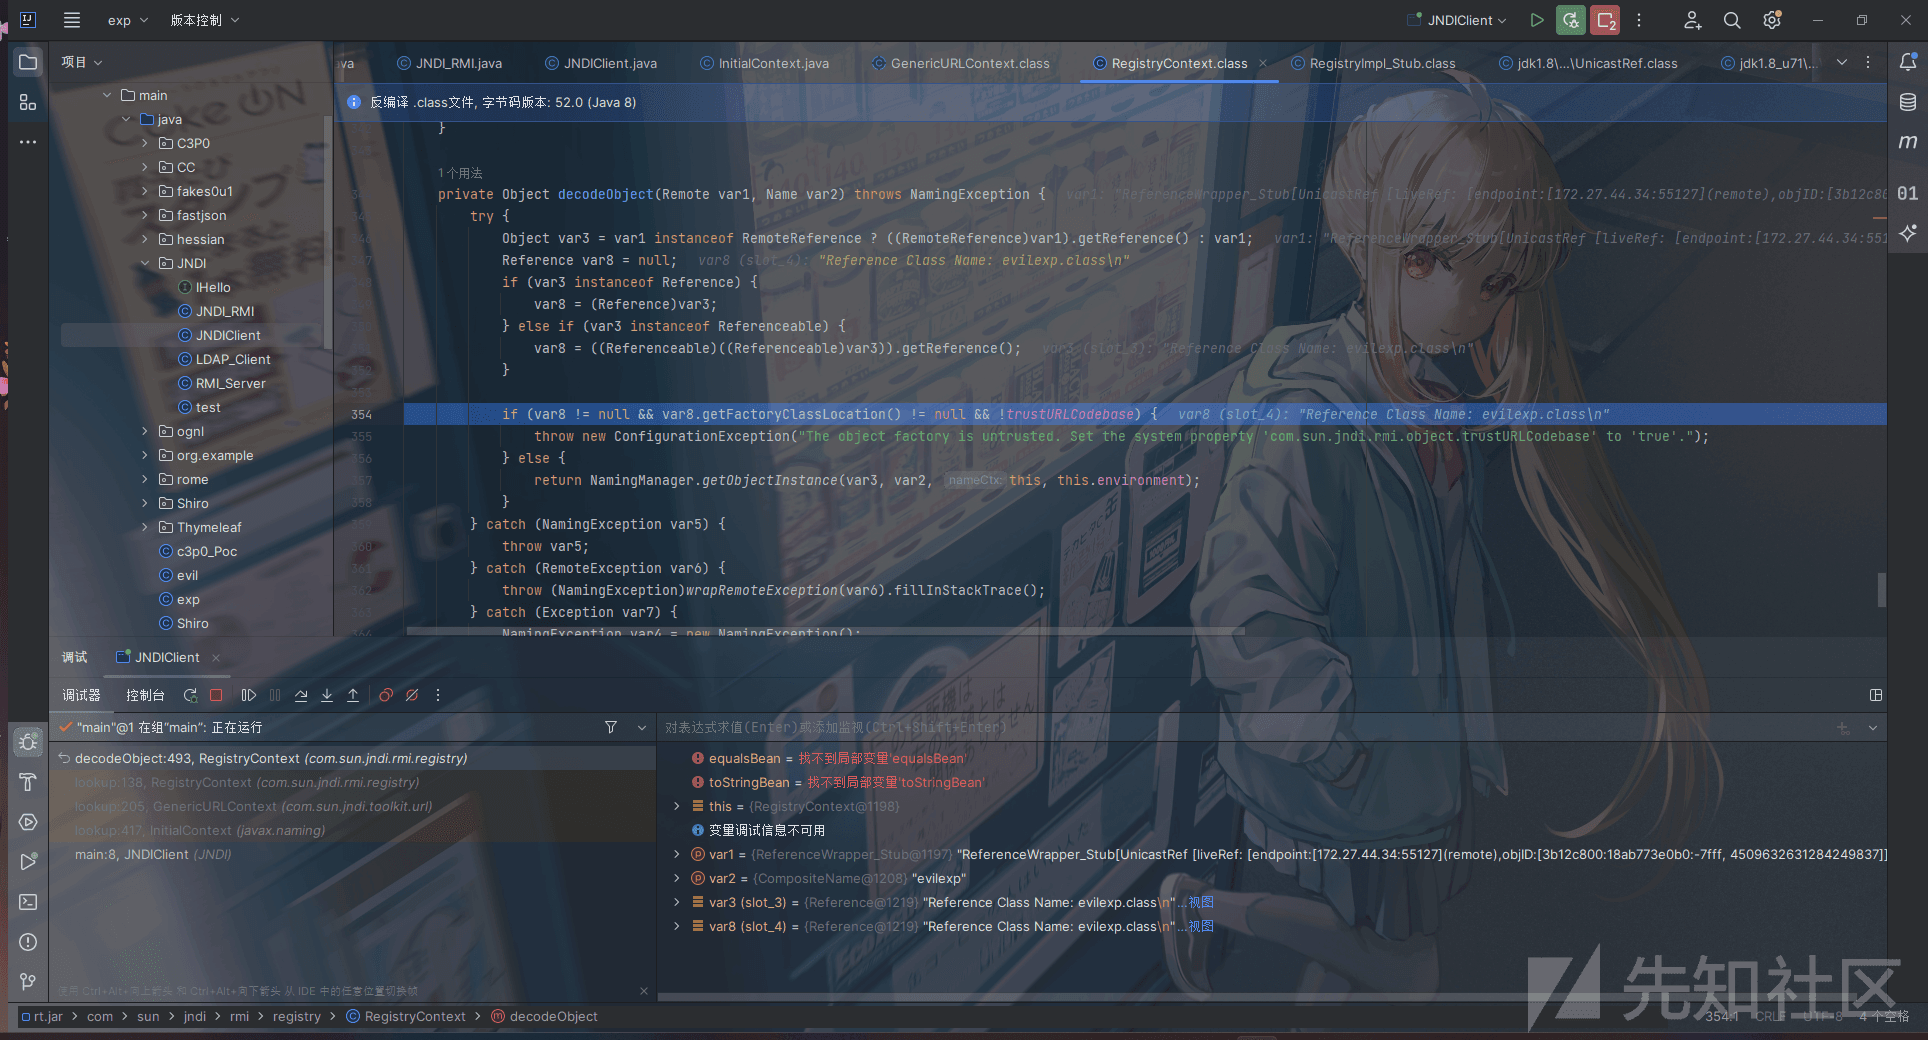 exp
版本控制
JNDIClient
项目
main
java
C3P0
CC
fakes0u1
fastjson
hessian
JNDI
IHello
JNDI_RMI
JNDIClient
LDAP_Client
RMI_Server
test
ognl
org.example
rome
Shiro
Thymeleaf
c3p0_Poc
evil
exp
Shiro
ava
JNDI_RMI.java
JNDIClient.java
InitialContext.java
GenericURLContext.class
RegistryContext.class
RegistryImpl_Stub.class
jdk1.8\...\UnicastRef.class
jdk1.8_u71\...
反编译 .class文件, 字节码版本: 52.0 (Java 8)
}
1个用法
private Object decodeObject(Remote var1, Name var2) throws NamingException { var1: "ReferenceWrapper_Stub[UnicastRef [liveRef: [endpoint:[172.27.44.34:55127](remote),objID:[3b12c80
try {
Object var3 = var1 instanceof RemoteReference ? ((RemoteReference)var1).getReference() : var1; var1: "ReferenceWrapper_Stub[UnicastRef [liveRef: [endpoint:[172.27.44.34:551
Reference var8 = null; var8 (slot_4): "Reference Class Name: evilexp.class\n"
if (var3 instanceof Reference) {
var8 = (Reference)var3;
} else if (var3 instanceof Referenceable) {
var8 = ((Referenceable)((Referenceable)var3)).getReference(); var3 (slot_3): "Reference Class Name: evilexp.class\n"
}
354 if (var8 != null && var8.getFactoryClassLocation() != null && !trustURLCodebase) { var8 (slot_4): "Reference Class Name: evilexp.class\n"
355 throw new ConfigurationException("The object factory is untrusted. Set the system property 'com.sun.jndi.rmi.object.trustURLCodebase' to 'true'.");
356 } else {
357 return NamingManager.getObjectInstance(var3, var2, nameCtx: this, this.environment);
358 }
} catch (NamingException var5) {
360 throw var5;
361 } catch (RemoteException var6) {
362 throw (NamingException)wrapRemoteException(var6).fillInStackTrace();
363 } catch (Exception var7) {
364 NamingException var4 = new NamingException();
调试
JNDIClient
调试器
控制台
"main"@1 在组"main": 正在运行
decodeObject:493, RegistryContext (com.sun.jndi.rmi.registry)
lookup:138, RegistryContext (com.sun.jndi.rmi.registry)
lookup:205, GenericURLContext (com.sun.jndi.toolkit.url)
lookup:417, InitialContext (javax.naming)
main:8, JNDIClient (JNDI)
使用 Ctrl+Alt+向上箭头 和 Ctrl+Alt+向下箭头 从 IDE 中的任意位置切换帧
对表达式求值(Enter)或添加监视(Ctrl+Shift+Enter)
equalsBean = 找不到局部变量'equalsBean'
toStringBean = 找不到局部变量'toStringBean'
this = {RegistryContext@1198}
变量调试信息不可用
var1 = {ReferenceWrapper_Stub@1197} "ReferenceWrapper_Stub[UnicastRef [liveRef: [endpoint:[172.27.44.34:55127](remote),objID:[3b12c800:18ab773e0b0:-7fff, 4509632631284249837]]
var2 = {CompositeName@1208} "evilexp"
var3 (slot_3) = {Reference@1219} "Reference Class Name: evilexp.class\n"...视图
var8 (slot_4) = {Reference@1219} "Reference Class Name: evilexp.class\n"...视图
先知社区
rt.jar
com
sun
jndi
rmi
registry
RegistryContext
decodeObject
354:1
CRLF
UTF-8
4 个空格